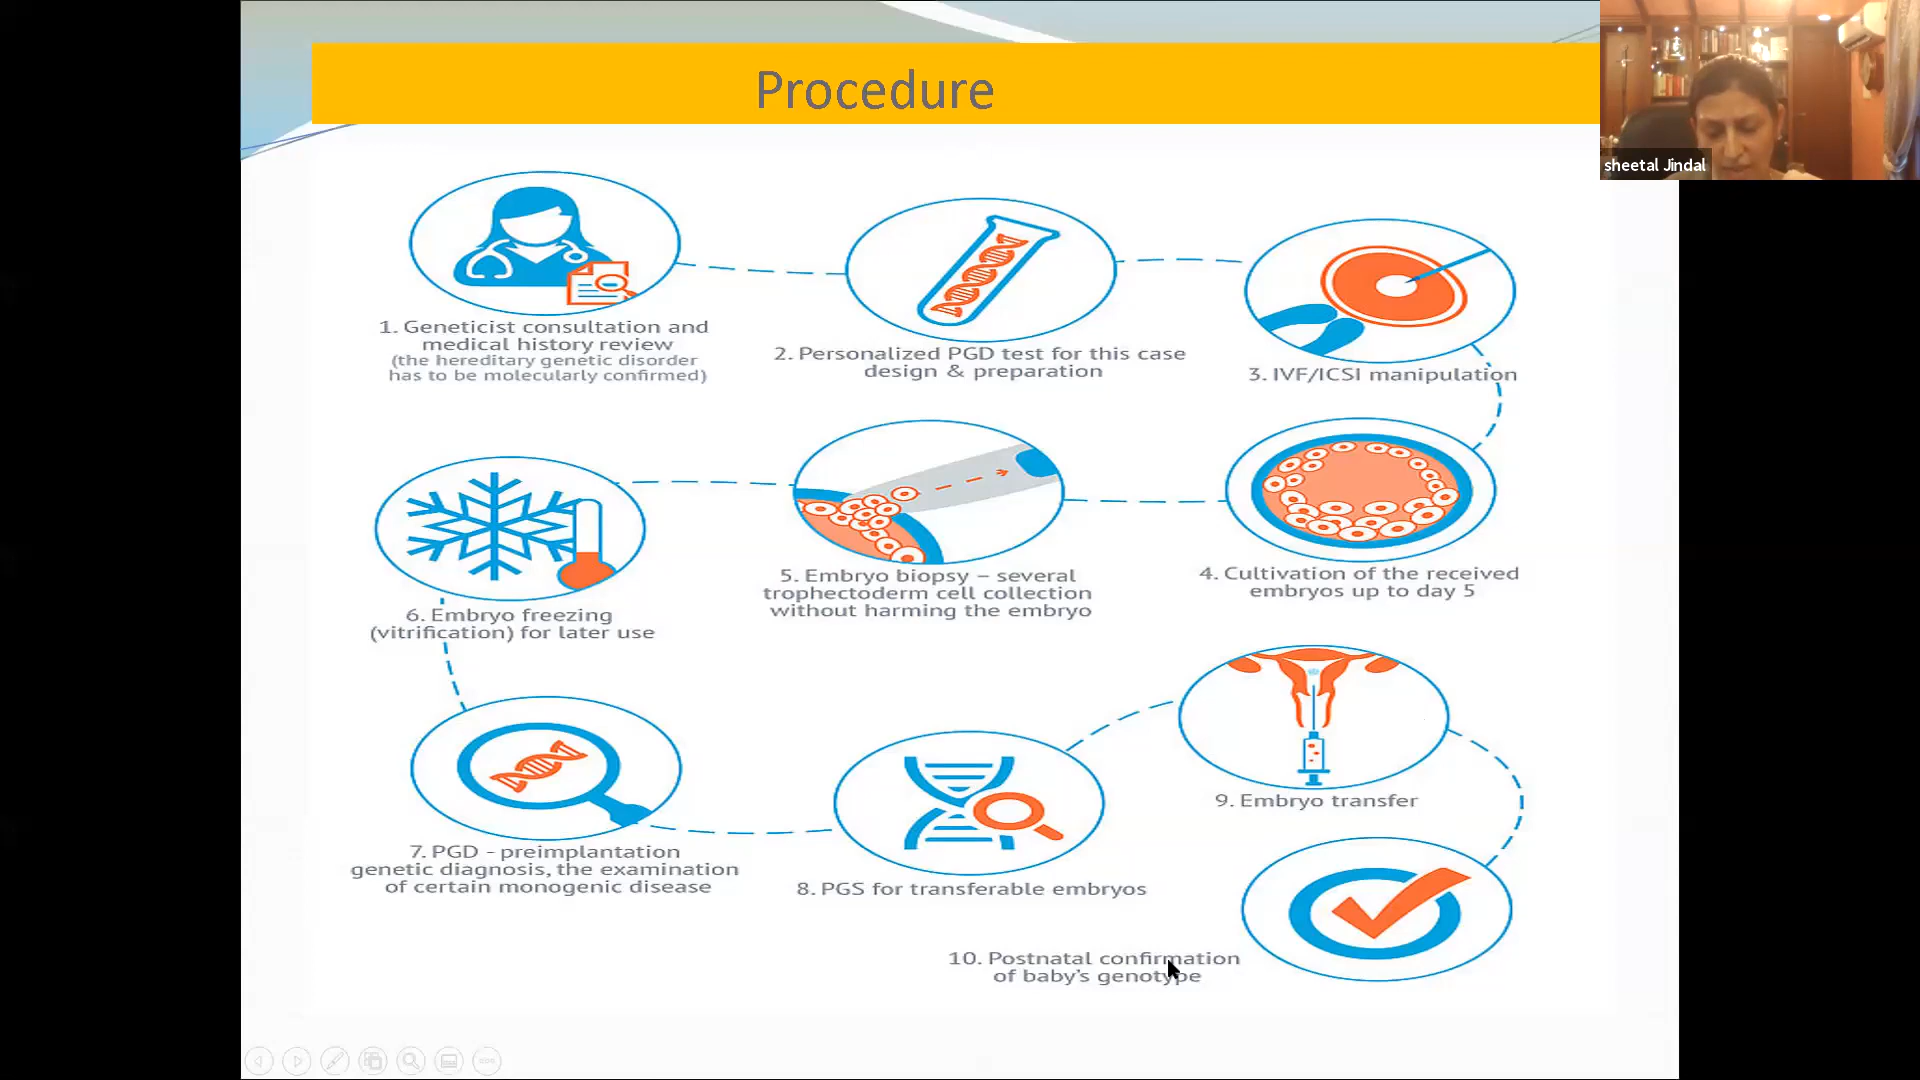 Procedure
sheetal Jindal
1. Geneticist consultation and
medical history review
(the hereditary genetic disorder
has to be molecularly confirmed)
2. Personalized PGD test for this case
design & preparation
3. IVF/ICSI manipulation
4. Cultivation of the received
embryos up to day 5
5. Embryo biopsy – several
trophectoderm cell collection
without harming the embryo
6. Embryo freezing
(vitrification) for later use
7. PGD - preimplantation
genetic diagnosis, the examination
of certain monogenic disease
8. PGS for transferable embryos
9. Embryo transfer
10. Postnatal confirmation
of baby's genotype